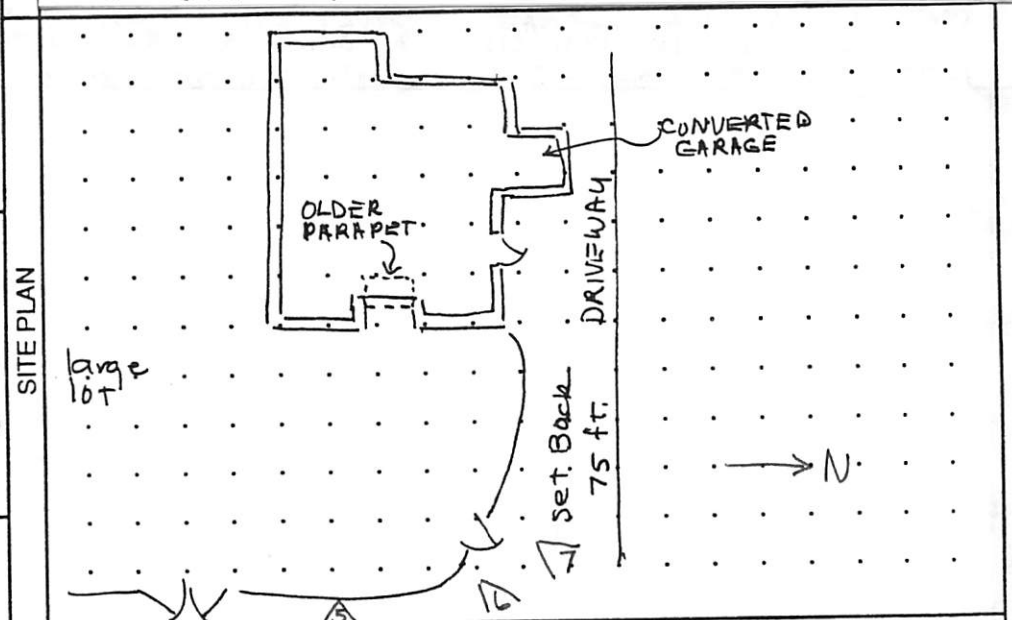 SITE PLAN
CONVERTED
GARAGE
OLDER
PARAPET
DRIVEWAY
large
lot
set. Back
75 ft.
N
7
6
5